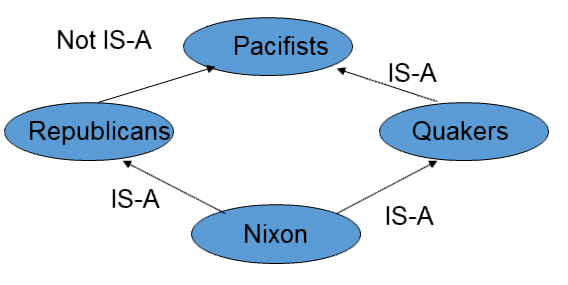 Not IS-A
Pacifists
IS-A
Republicans
Quakers
IS-A
IS-A
Nixon